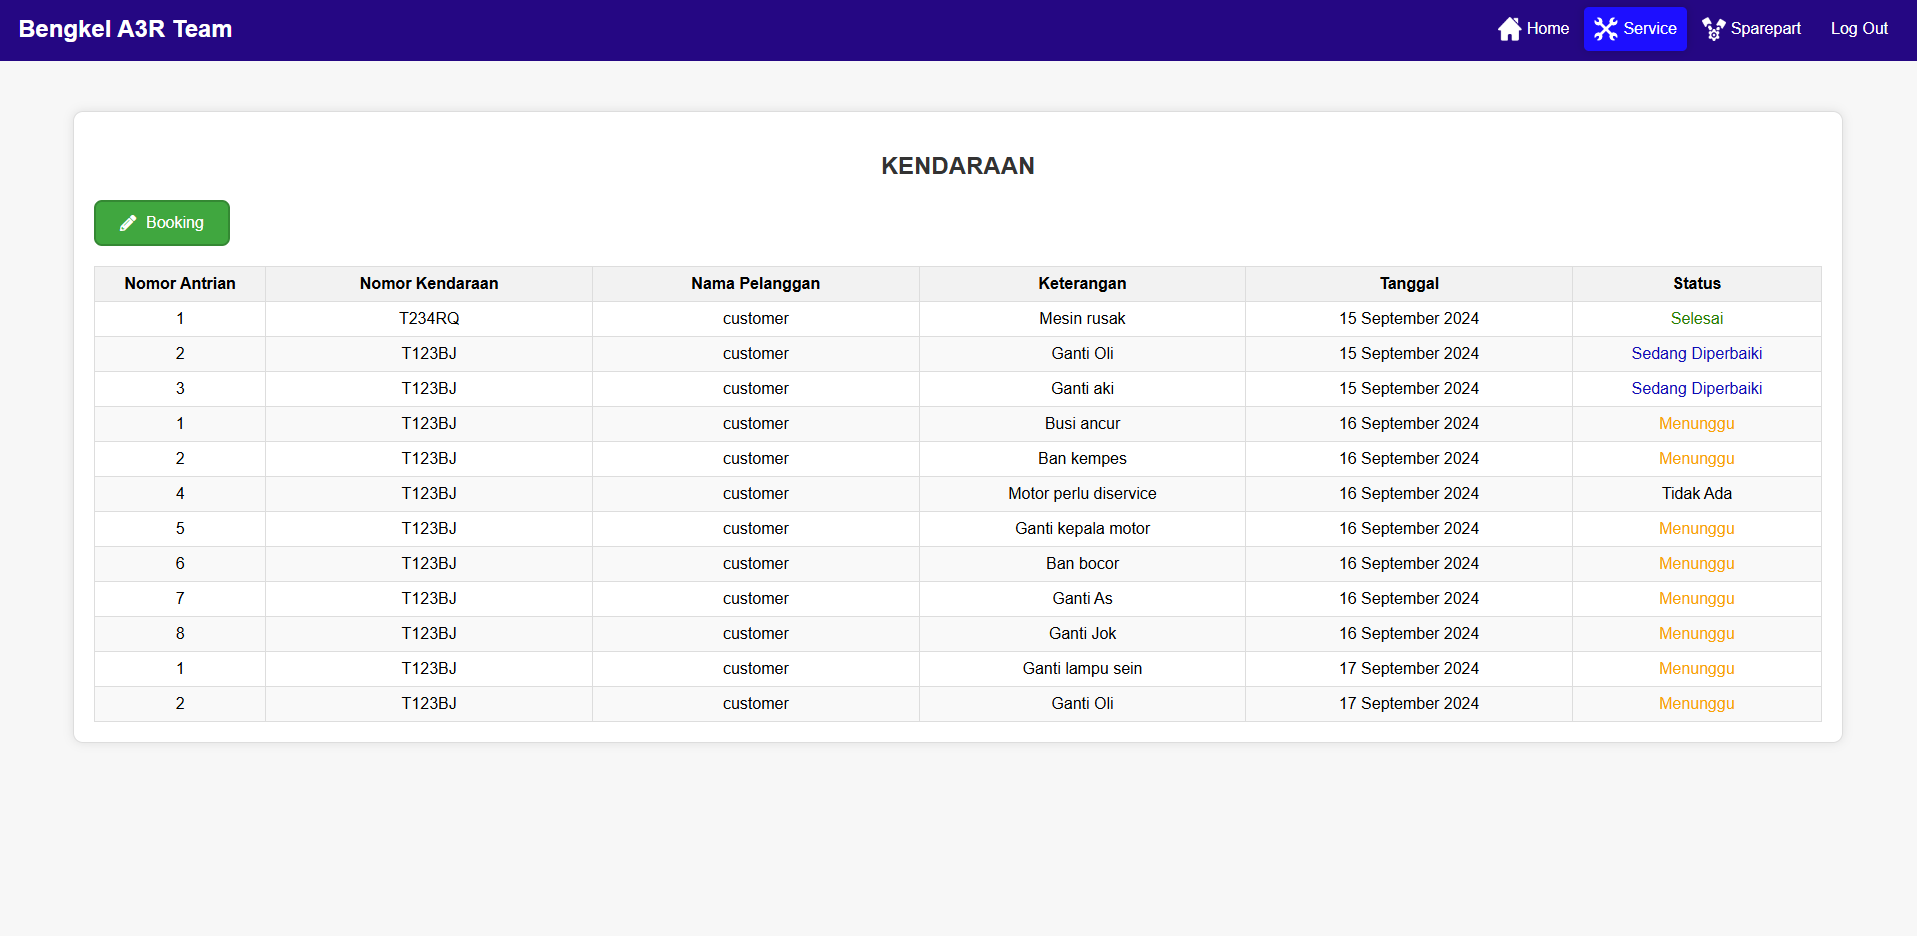 Bengkel A3R Team Home Service Sparepart Log Out
KENDARAAN
Booking
Nomor Antrian Nomor Kendaraan Nama Pelanggan Keterangan Tanggal Status
1 T234RQ customer Mesin rusak 15 September 2024 Selesai
2 T123BJ customer Ganti Oli 15 September 2024 Sedang Diperbaiki
3 T123BJ customer Ganti aki 15 September 2024 Sedang Diperbaiki
1 T123BJ customer Busi ancur 16 September 2024 Menunggu
2 T123BJ customer Ban kempes 16 September 2024 Menunggu
4 T123BJ customer Motor perlu diservice 16 September 2024 Tidak Ada
5 T123BJ customer Ganti kepala motor 16 September 2024 Menunggu
6 T123BJ customer Ban bocor 16 September 2024 Menunggu
7 T123BJ customer Ganti As 16 September 2024 Menunggu
8 T123BJ customer Ganti Jok 16 September 2024 Menunggu
1 T123BJ customer Ganti lampu sein 17 September 2024 Menunggu
2 T123BJ customer Ganti Oli 17 September 2024 Menunggu